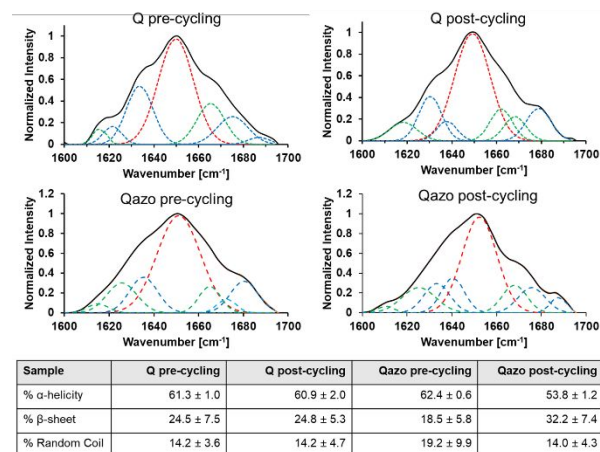 Q pre-cycling
Q post-cycling
Normalized Intensity
1
0.8
0.6
0.4
0.2
0
1600 1620 1640 1660 1680 1700
Wavenumber [cm⁻¹]
Normalized Intensity
1
0.8
0.6
0.4
0.2
0
1600 1620 1640 1660 1680 1700
Wavenumber [cm⁻¹]
Qazo pre-cycling
Qazo post-cycling
Normalized Intensity
1.2
1
0.8
0.6
0.4
0.2
0
1600 1620 1640 1660 1680 1700
Wavenumber [cm⁻¹]
Normalized Intensity
1.2
1
0.8
0.6
0.4
0.2
0
1600 1620 1640 1660 1680 1700
Wavenumber [cm⁻¹]
Sample Q pre-cycling Q post-cycling Qazo pre-cycling Qazo post-cycling
% α-helicity 61.3 ± 1.0 60.9 ± 2.0 62.4 ± 0.6 53.8 ± 1.2
% β-sheet 24.5 ± 7.5 24.8 ± 5.3 18.5 ± 5.8 32.2 ± 7.4
% Random Coil 14.2 ± 3.6 14.2 ± 4.7 19.2 ± 9.9 14.0 ± 4.3